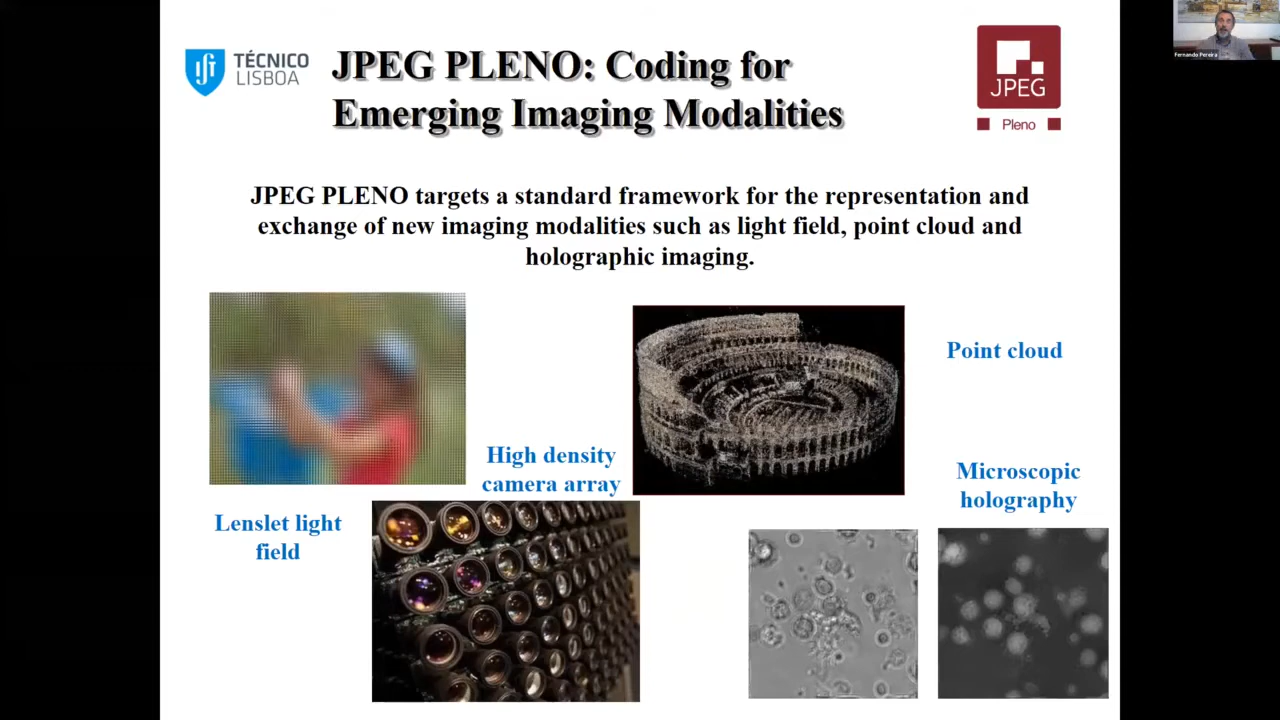 TÉCNICO
LISBOA
JPEG PLENO: Coding for
Emerging Imaging Modalities
JPEG
Pleno
Fernando Pereira
JPEG PLENO targets a standard framework for the representation and
exchange of new imaging modalities such as light field, point cloud and
holographic imaging.
Point cloud
High density
camera array
Microscopic
holography
Lenslet light
field